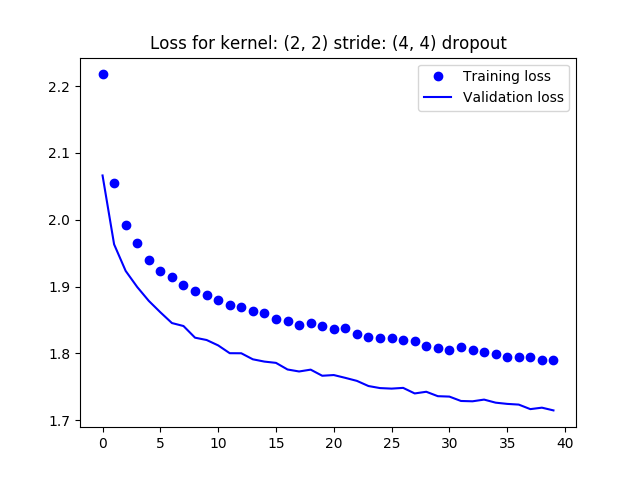 Loss for kernel: (2, 2) stride: (4, 4) dropout
Training loss
Validation loss
2.2
2.1
2.0
1.9
1.8
1.7
0 5 10 15 20 25 30 35 40